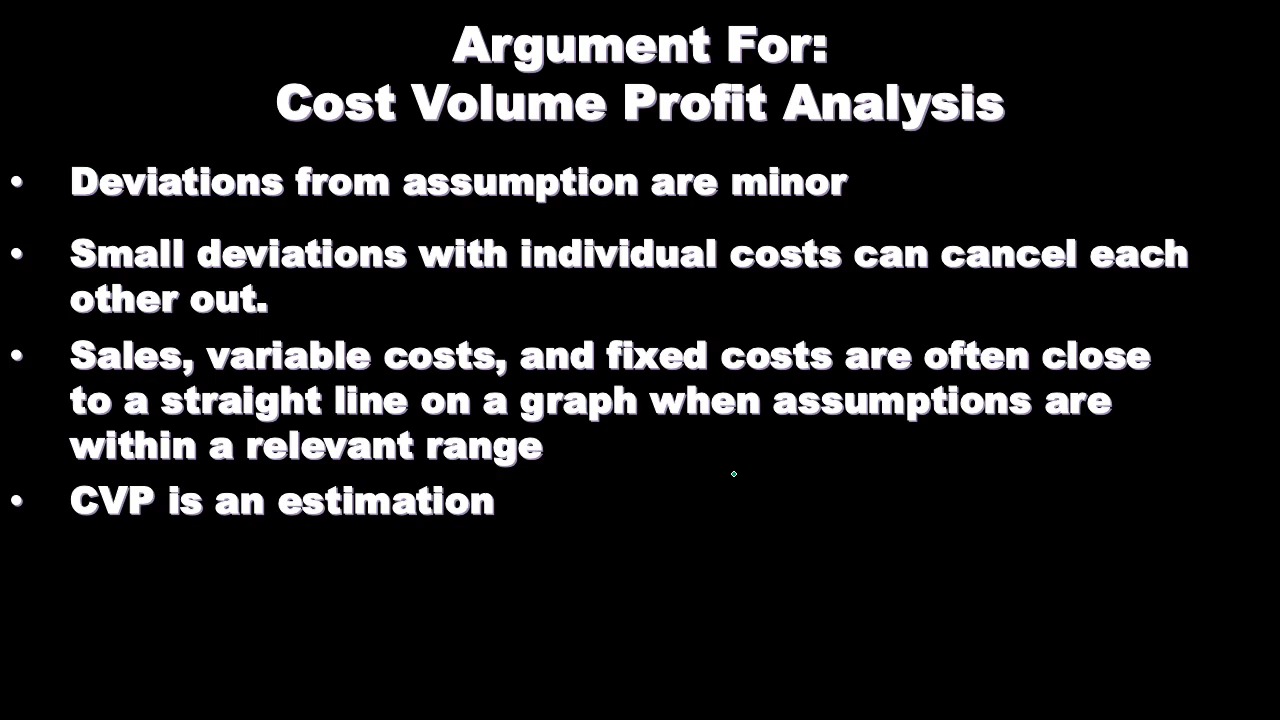 Argument For:
Cost Volume Profit Analysis
• Deviations from assumption are minor
• Small deviations with individual costs can cancel each
other out.
• Sales, variable costs, and fixed costs are often close
to a straight line on a graph when assumptions are
within a relevant range
• CVP is an estimation